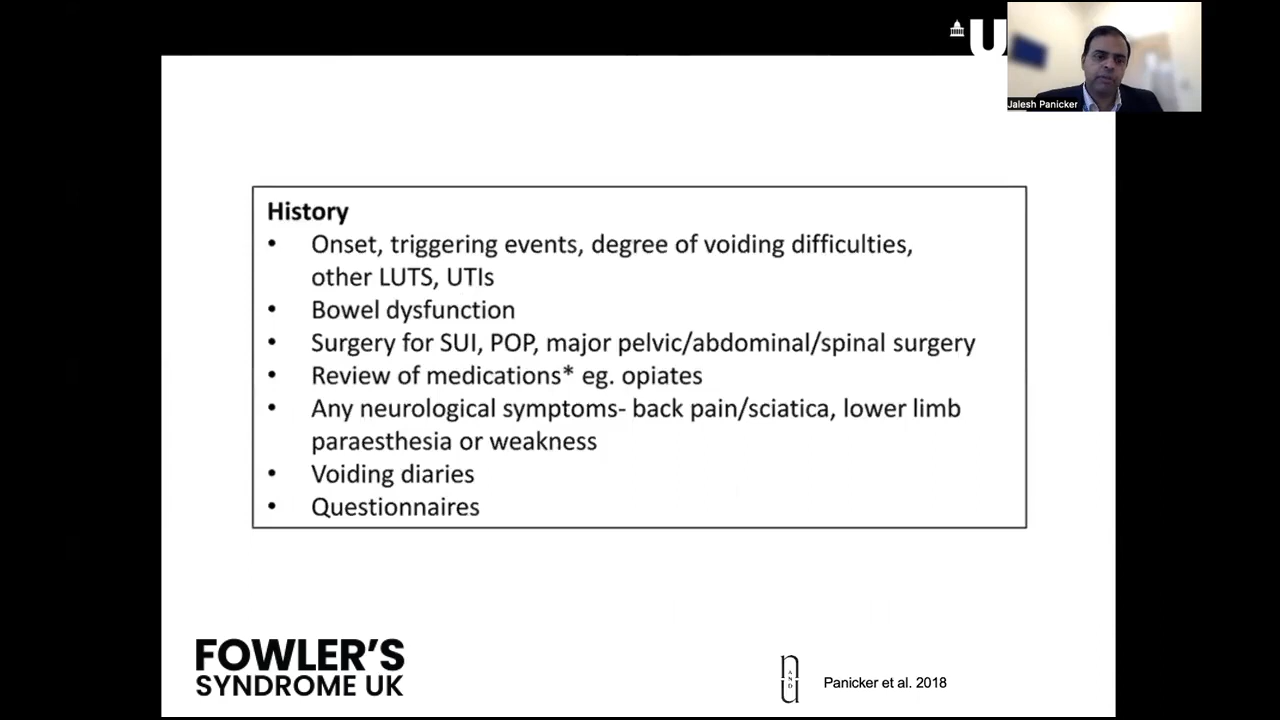 U
Jalesh Panicker
History
• Onset, triggering events, degree of voiding difficulties,
other LUTS, UTIs
• Bowel dysfunction
• Surgery for SUI, POP, major pelvic/abdominal/spinal surgery
• Review of medications* eg. opiates
• Any neurological symptoms- back pain/sciatica, lower limb
paraesthesia or weakness
• Voiding diaries
• Questionnaires
FOWLER'S
SYNDROME UK
n
AND
u
Panicker et al. 2018